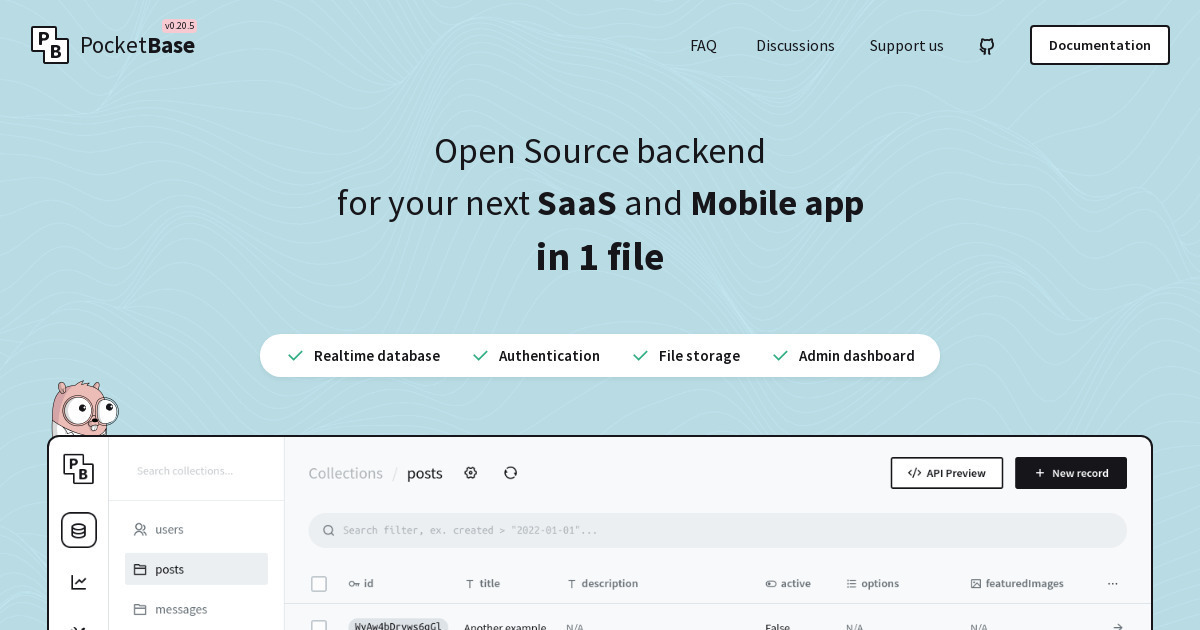 v0.20.5
PB PocketBase
FAQ Discussions Support us Documentation
Open Source backend
for your next SaaS and Mobile app
in 1 file
Realtime database Authentication File storage Admin dashboard
PB Search collections... Collections / posts API Preview New record
users Search filter, ex. created > "2022-01-01"...
posts
id title description active options featuredImages
messages
WyAw4bDrvws6gGl Another example N/A False N/A N/A